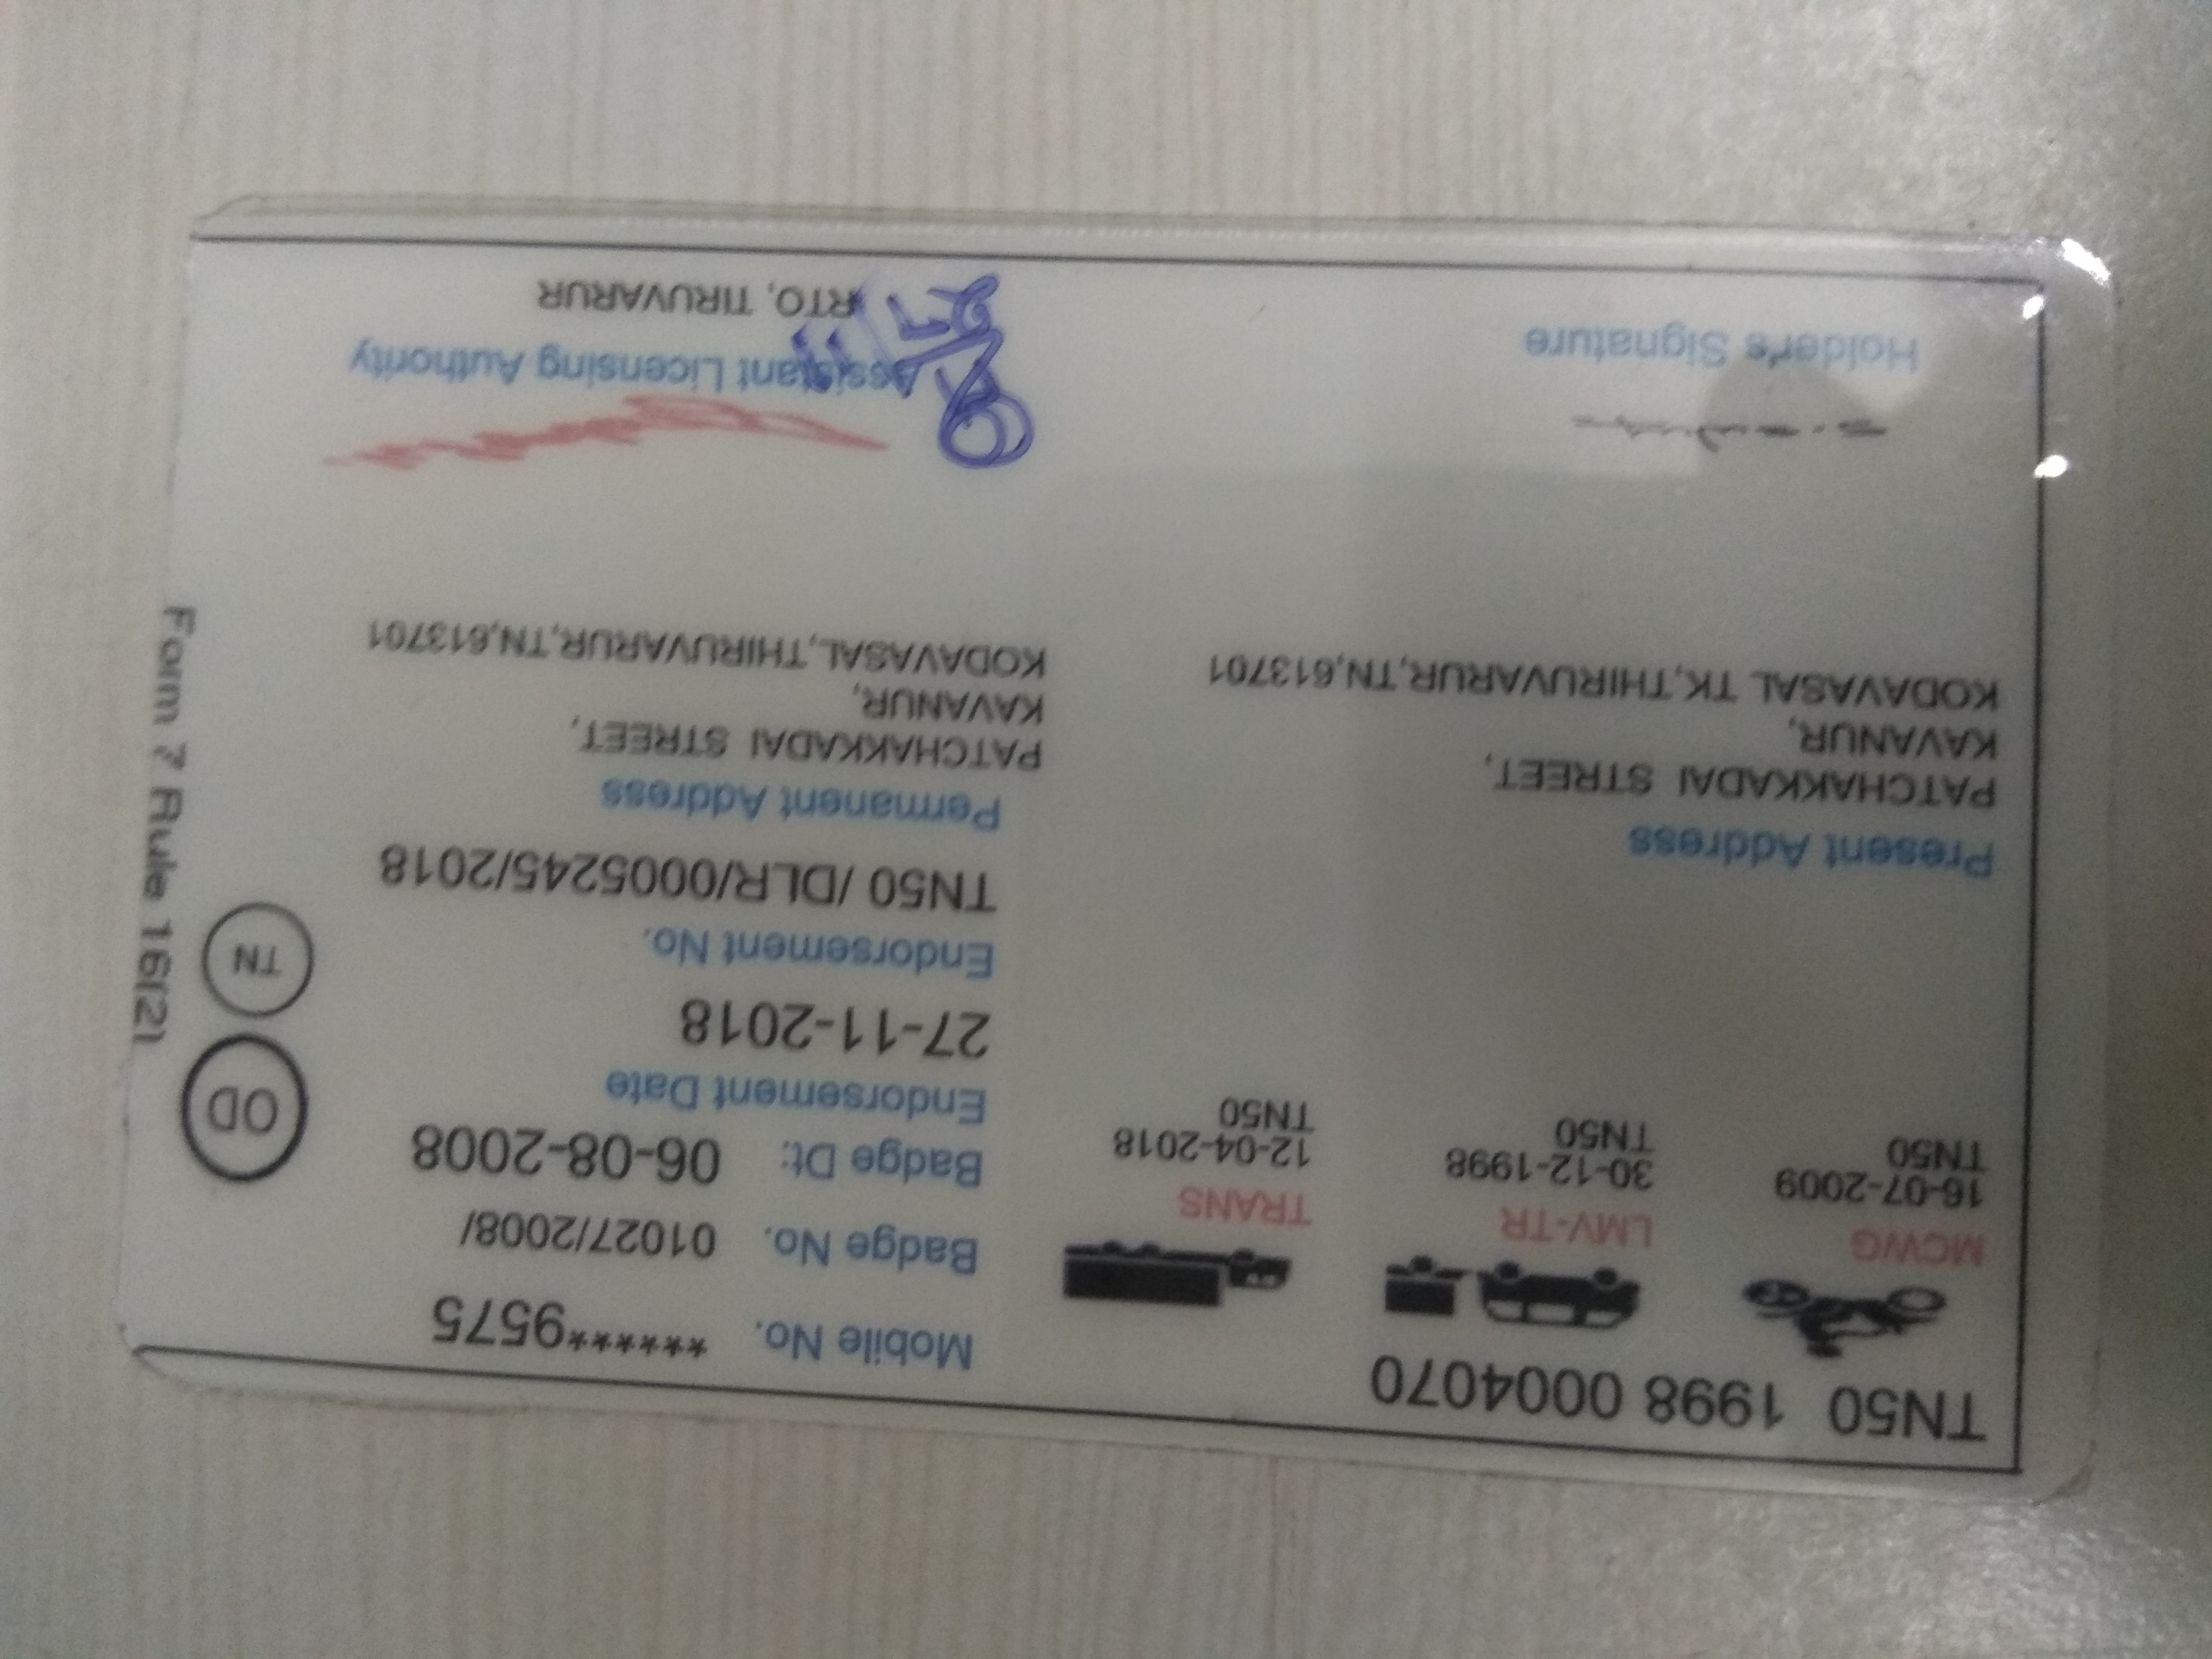 TN50 1998 0004070
MCWG
16-07-2009
TN50
LMV-TR
30-12-1998
TN50
TRANS
12-04-2018
TN50
Mobile No. ******9575
Badge No. 01027/2008/
Badge Dt: 06-08-2008
Endorsement Date
27-11-2018
Endorsement No.
TN50 /DLR/0005245/2018
OD
TN
Form 7 Rule 16(2)
Present Address
PATCHAKKADAI STREET,
KAVANUR,
KODAVASAL TK,THIRUVARUR,TN,613701
Permanent Address
PATCHAKKADAI STREET,
KAVANUR,
KODAVASAL,THIRUVARUR,TN,613701
Holder's Signature
Assistant Licensing Authority
RTO, TIRUVARUR